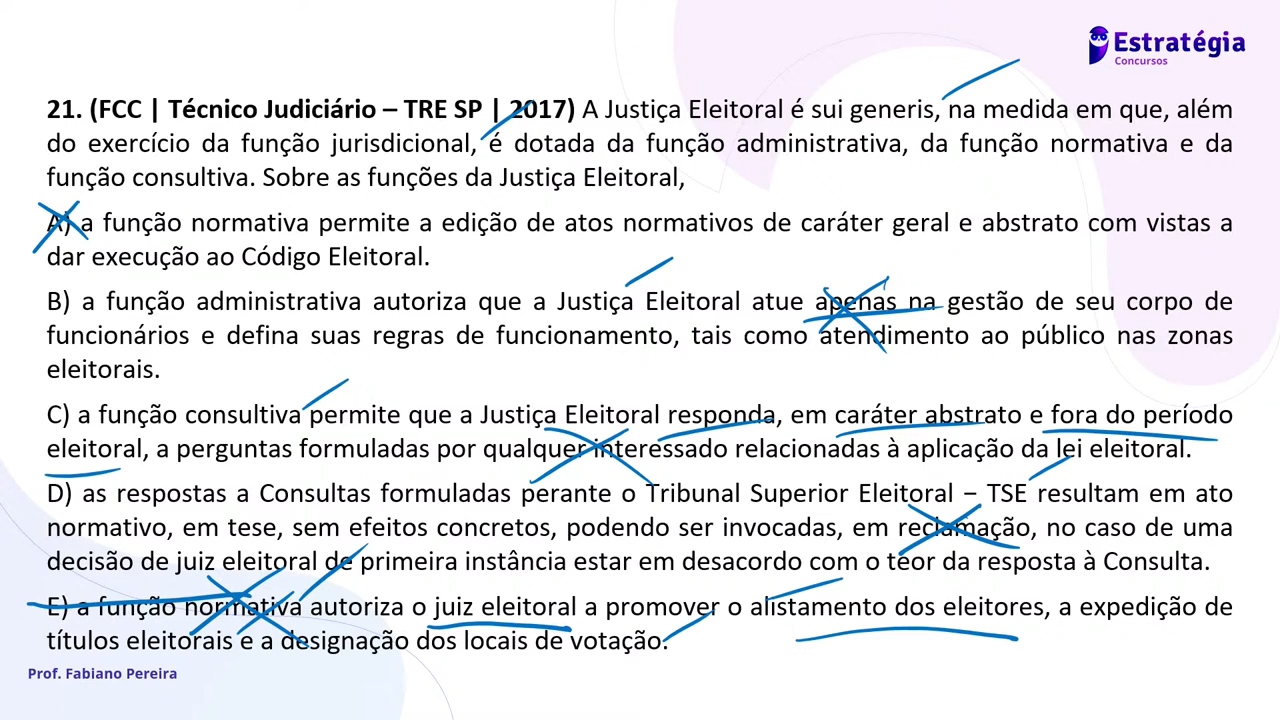 Estratégia
Concursos
21. (FCC | Técnico Judiciário – TRE SP | 2017) A Justiça Eleitoral é sui generis, na medida em que, além
do exercício da função jurisdicional, é dotada da função administrativa, da função normativa e da
função consultiva. Sobre as funções da Justiça Eleitoral,
A) a função normativa permite a edição de atos normativos de caráter geral e abstrato com vistas a
dar execução ao Código Eleitoral.
B) a função administrativa autoriza que a Justiça Eleitoral atue apenas na gestão de seu corpo de
funcionários e defina suas regras de funcionamento, tais como atendimento ao público nas zonas
eleitorais.
C) a função consultiva permite que a Justiça Eleitoral responda, em caráter abstrato e fora do período
eleitoral, a perguntas formuladas por qualquer interessado relacionadas à aplicação da lei eleitoral.
D) as respostas a Consultas formuladas perante o Tribunal Superior Eleitoral – TSE resultam em ato
normativo, em tese, sem efeitos concretos, podendo ser invocadas, em reclamação, no caso de uma
decisão de juiz eleitoral de primeira instância estar em desacordo com o teor da resposta à Consulta.
E) a função normativa autoriza o juiz eleitoral a promover o alistamento dos eleitores, a expedição de
títulos eleitorais e a designação dos locais de votação.
Prof. Fabiano Pereira